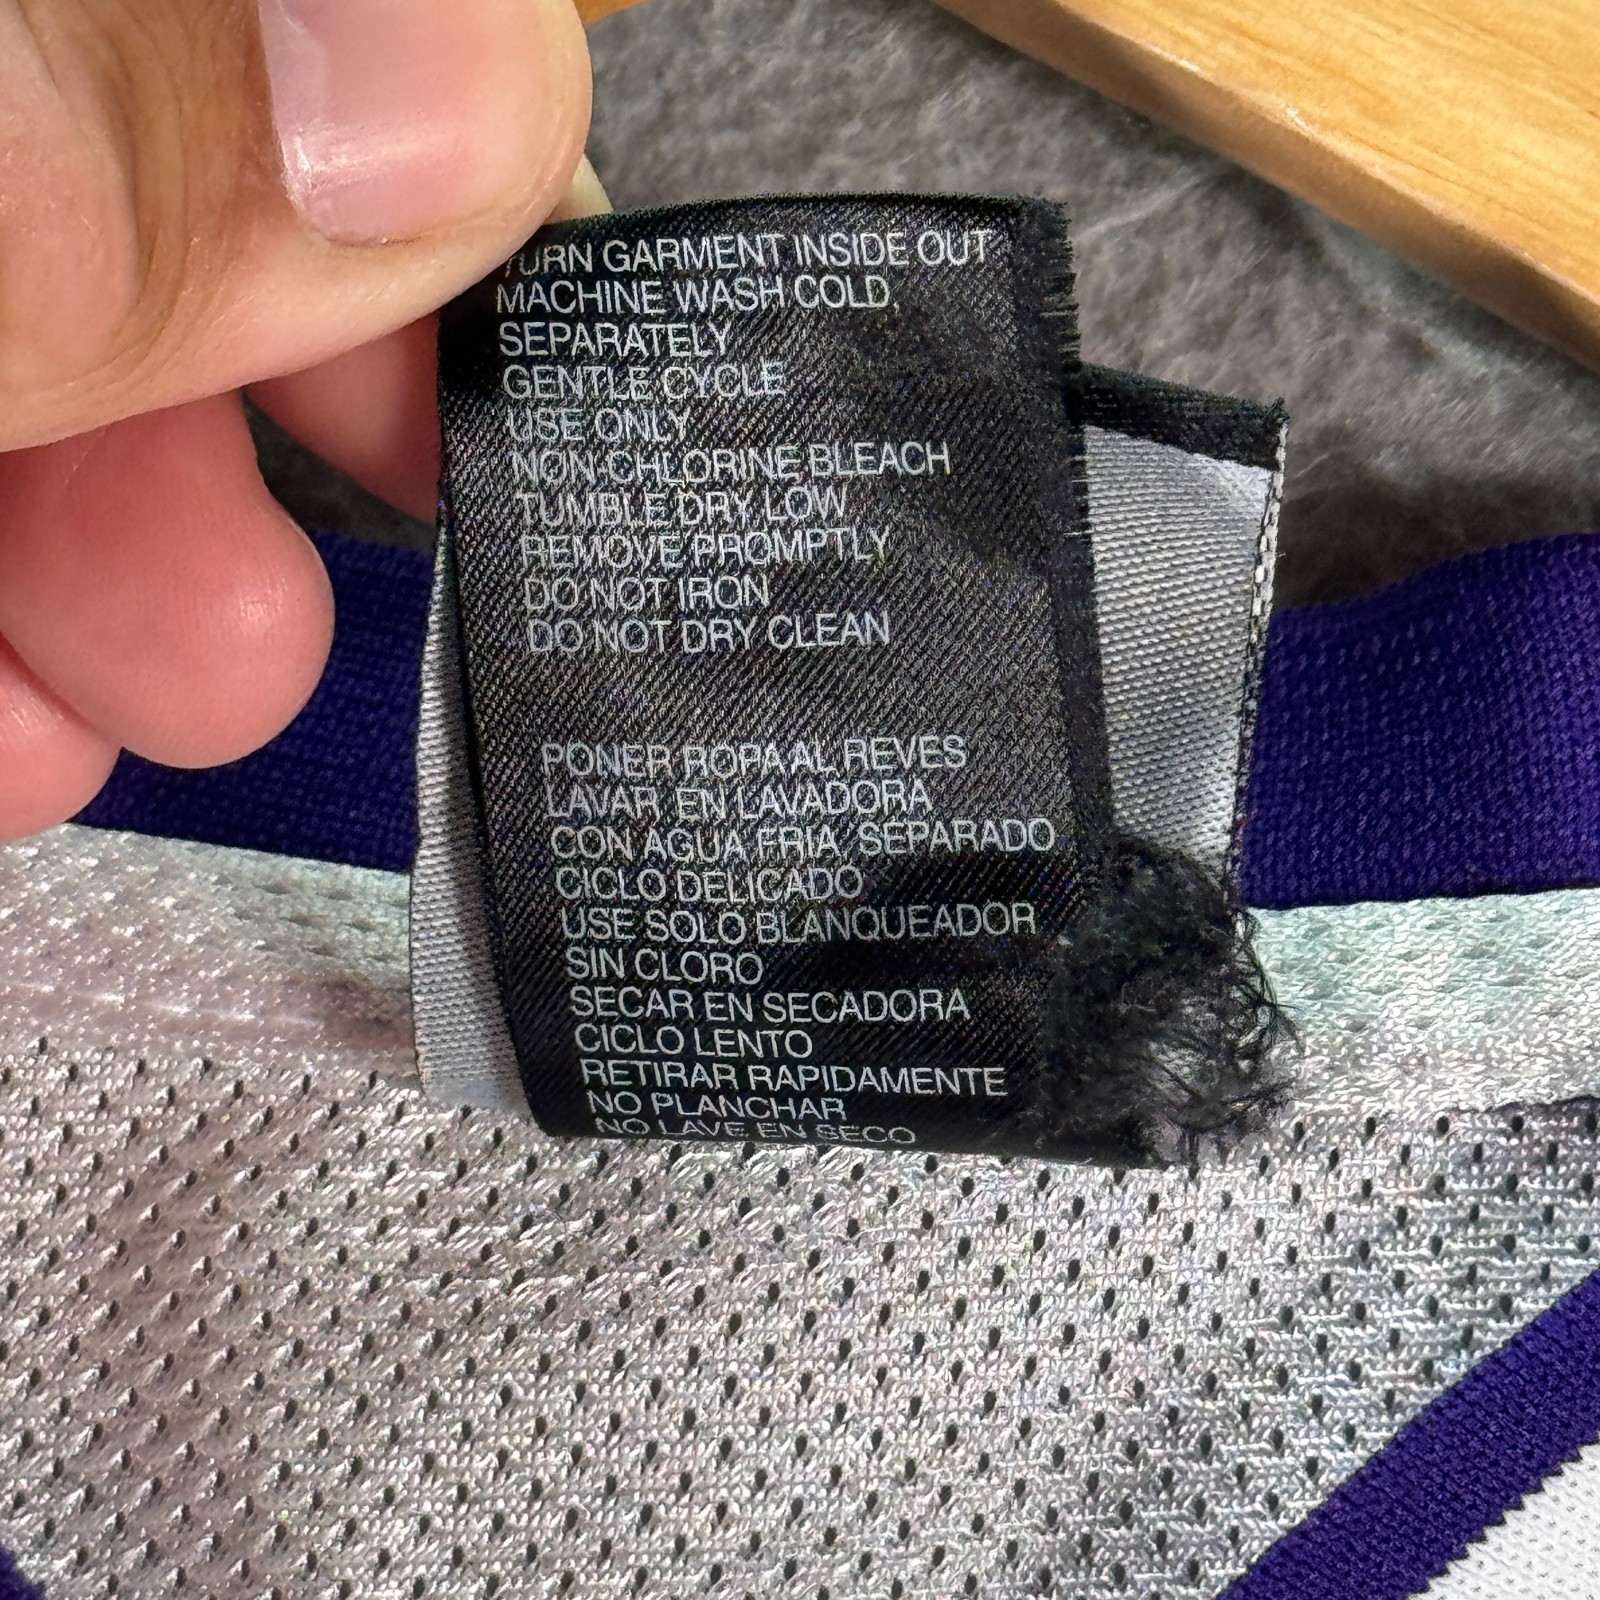 TURN GARMENT INSIDE OUT
MACHINE WASH COLD,
SEPARATELY
GENTLE CYCLE
USE ONLY
NON-CHLORINE BLEACH
TUMBLE DRY LOW
REMOVE PROMPTLY
DO NOT IRON
DO NOT DRY CLEAN
PONER ROPA AL REVES
LAVAR EN LAVADORA
CON AGUA FRIA, SEPARADO
CICLO DELICADO
USE SOLO BLANQUEADOR
SIN CLORO
SECAR EN SECADORA
CICLO LENTO
RETIRAR RAPIDAMENTE
NO PLANCHAR
NO LAVE EN SECO